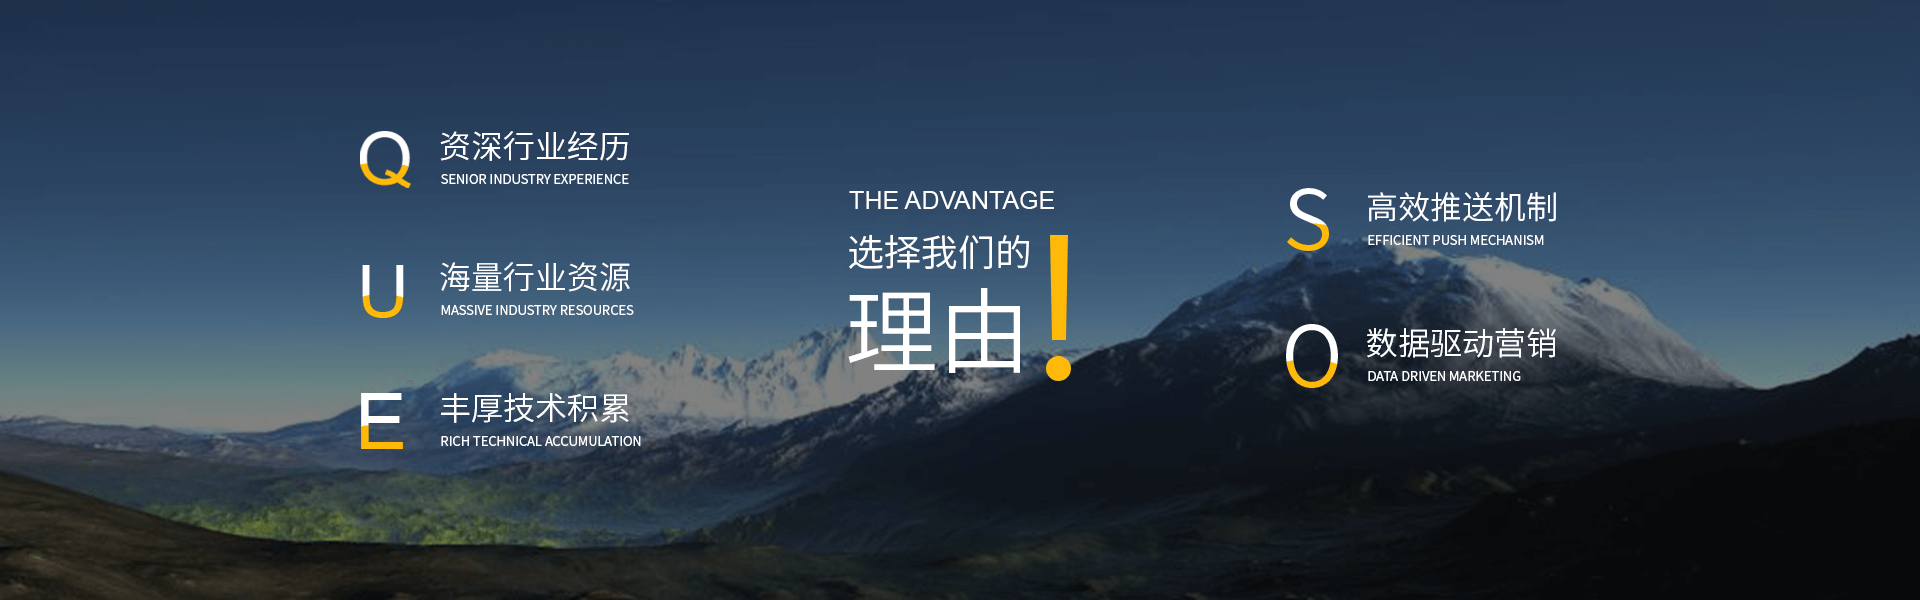 Q
资深行业经历
SENIOR INDUSTRY EXPERIENCE
U
海量行业资源
MASSIVE INDUSTRY RESOURCES
E
丰厚技术积累
RICH TECHNICAL ACCUMULATION
THE ADVANTAGE
选择我们的
理由!
S
高效推送机制
EFFICIENT PUSH MECHANISM
O
数据驱动营销
DATA DRIVEN MARKETING